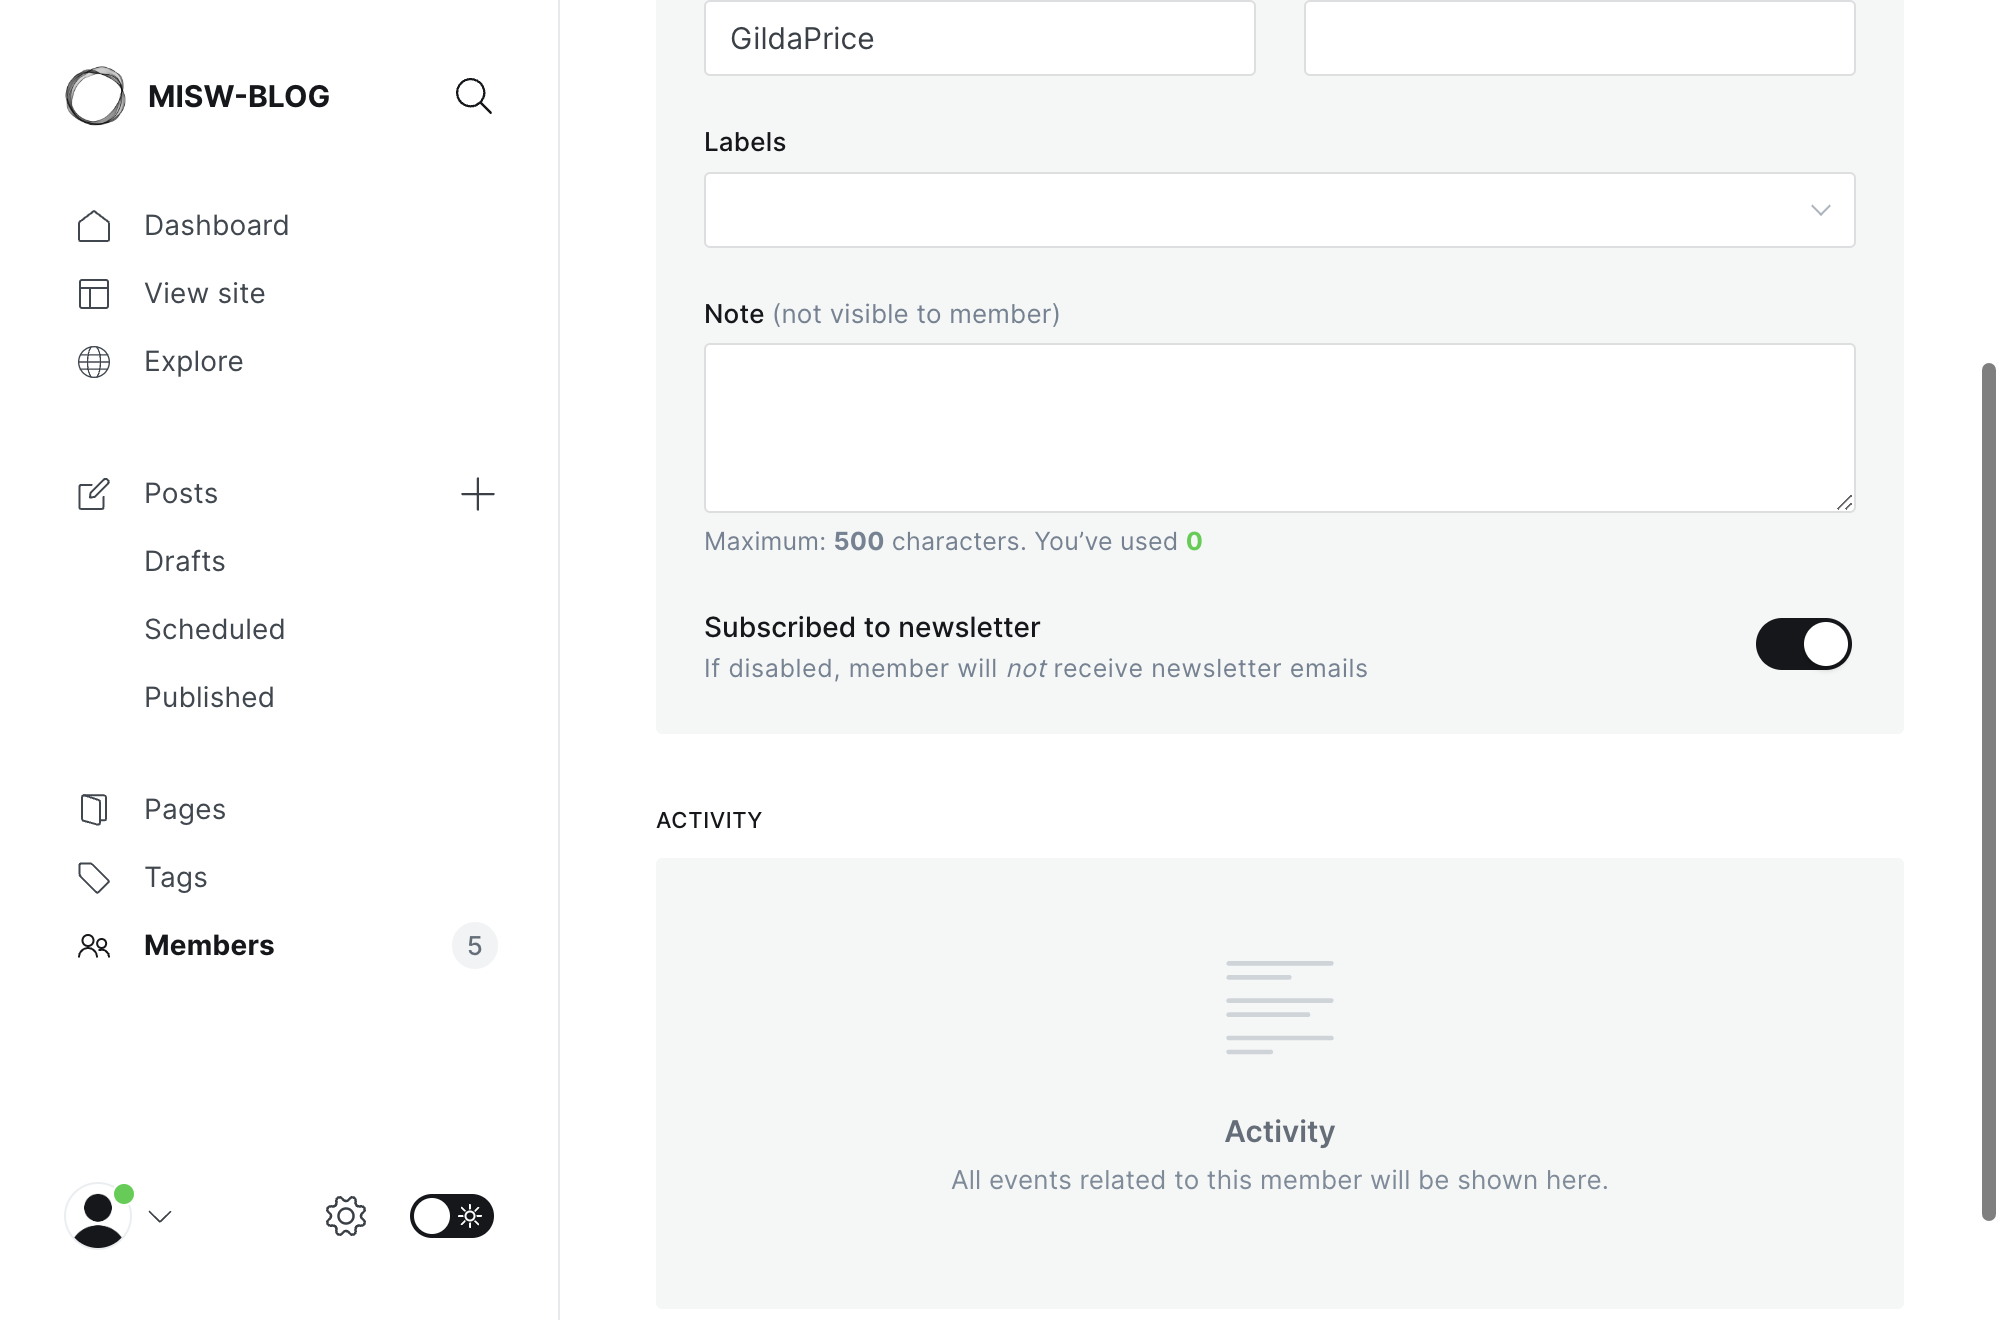 MISW-BLOG
Dashboard
View site
Explore
Posts
Drafts
Scheduled
Published
Pages
Tags
Members 5
GildaPrice
Labels
Note (not visible to member)
Maximum: 500 characters. You’ve used 0
Subscribed to newsletter
If disabled, member will not receive newsletter emails
ACTIVITY
Activity
All events related to this member will be shown here.